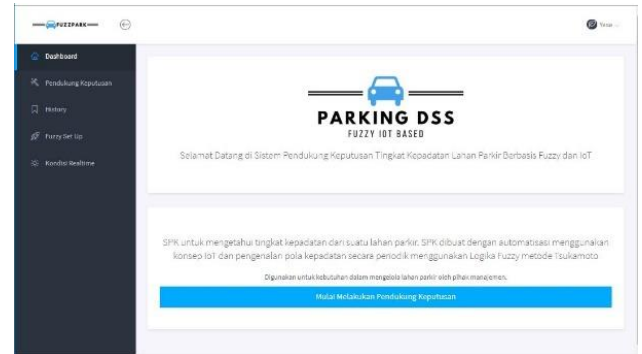 FUZZPARK
Dashboard
Pendukung Keputusan
History
Fuzzy Set Up
Kondisi Realtime
PARKING DSS
FUZZY IOT BASED
Selamat Datang di Sistem Pendukung Keputusan Tingkat Kepadatan Lahan Parkir Berbasis Fuzzy dan IoT
SPK untuk mengetahui tingkat kepadatan dari suatu lahan parkir. SPK dibuat dengan automatisasi menggunakan
konsep IoT dan pengenalan pola kepadatan secara periodik menggunakan Logika Fuzzy metode Tsukamoto
Digunakan untuk kebutuhan dalam mengelola lahan parkir oleh pihak manajemen.
Mulai Melakukan Pendukung Keputusan